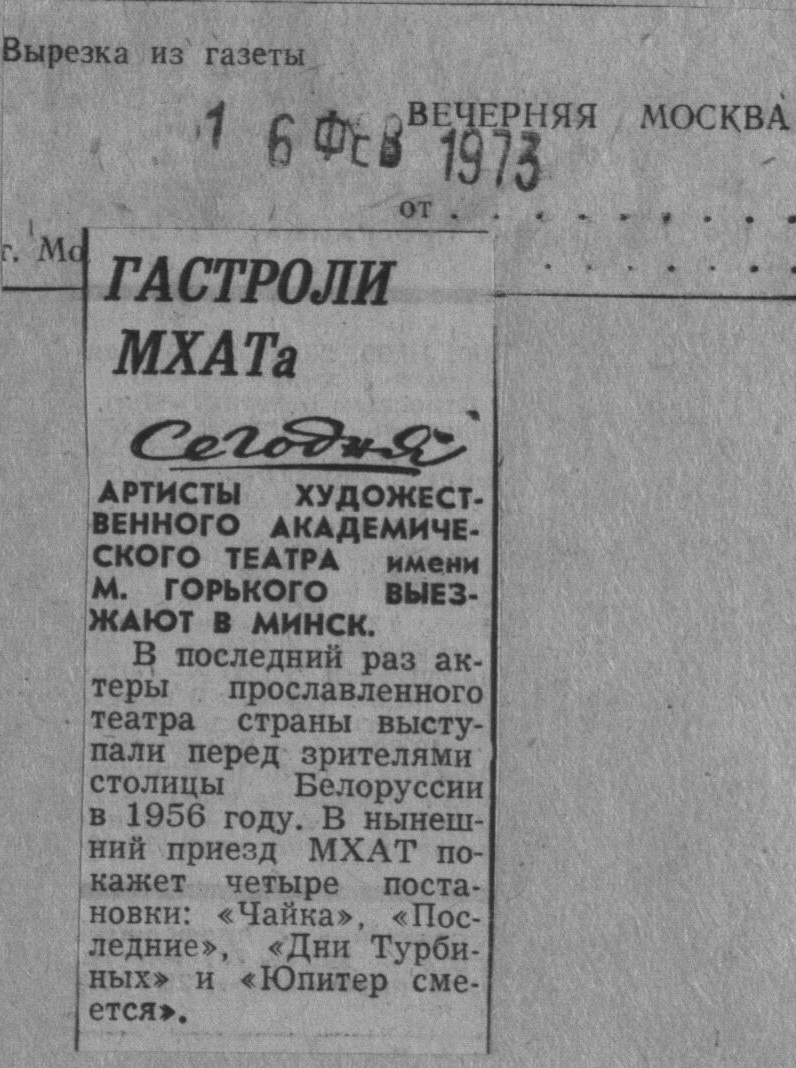 Вырезка из газеты
ВЕЧЕРНЯЯ МОСКВА
16 ФЕВ 1973
от . . . . . . . . .
г. Мо
ГАСТРОЛИ
МХАТа
Сегодня
АРТИСТЫ ХУДОЖЕСТ-
ВЕННОГО АКАДЕМИЧЕ-
СКОГО ТЕАТРА имени
М. ГОРЬКОГО ВЫЕЗ-
ЖАЮТ В МИНСК.
В последний раз ак-
теры прославленного
театра страны высту-
пали перед зрителями
столицы Белоруссии
в 1956 году. В нынеш-
ний приезд МХАТ по-
кажет четыре поста-
новки: «Чайка», «Пос-
ледние», «Дни Турби-
ных» и «Юпитер сме-
ется».